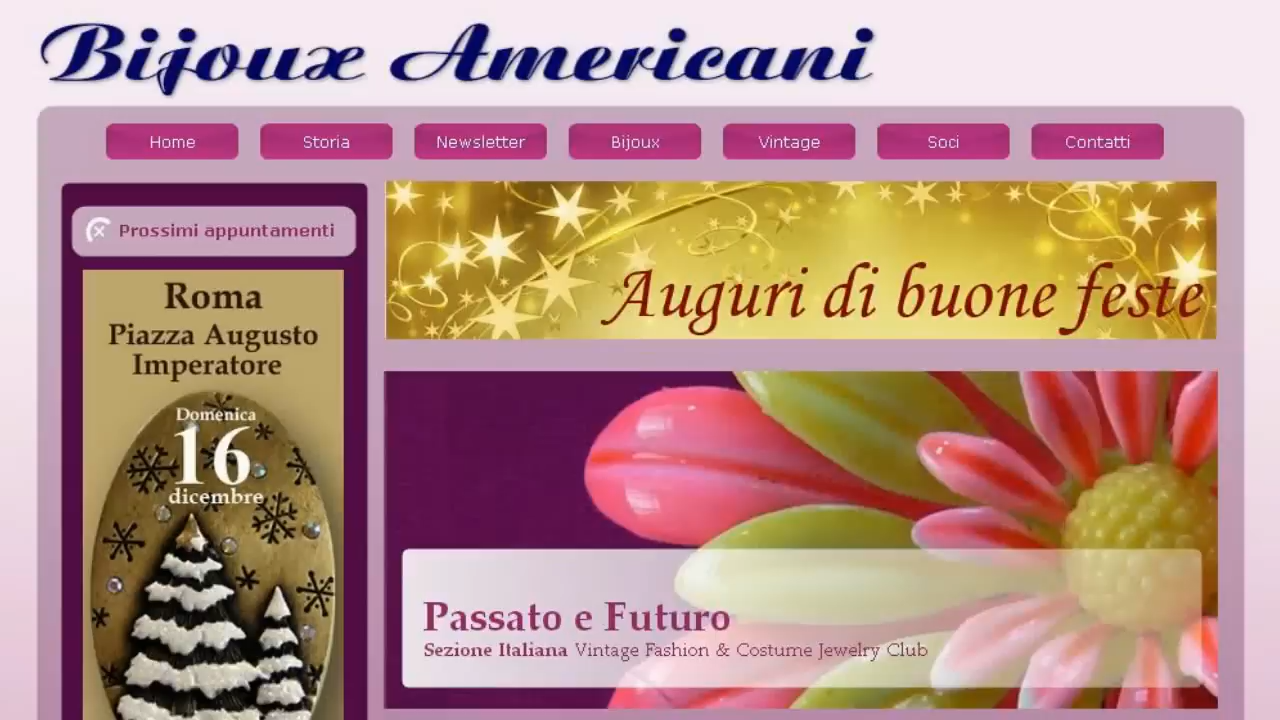 Bijoux Americani
Home
Storia
Newsletter
Bijoux
Vintage
Soci
Contatti
Prossimi appuntamenti
Roma
Piazza Augusto
Imperatore
Domenica
16
dicembre
Auguri di buone feste
Passato e Futuro
Sezione Italiana Vintage Fashion & Costume Jewelry Club